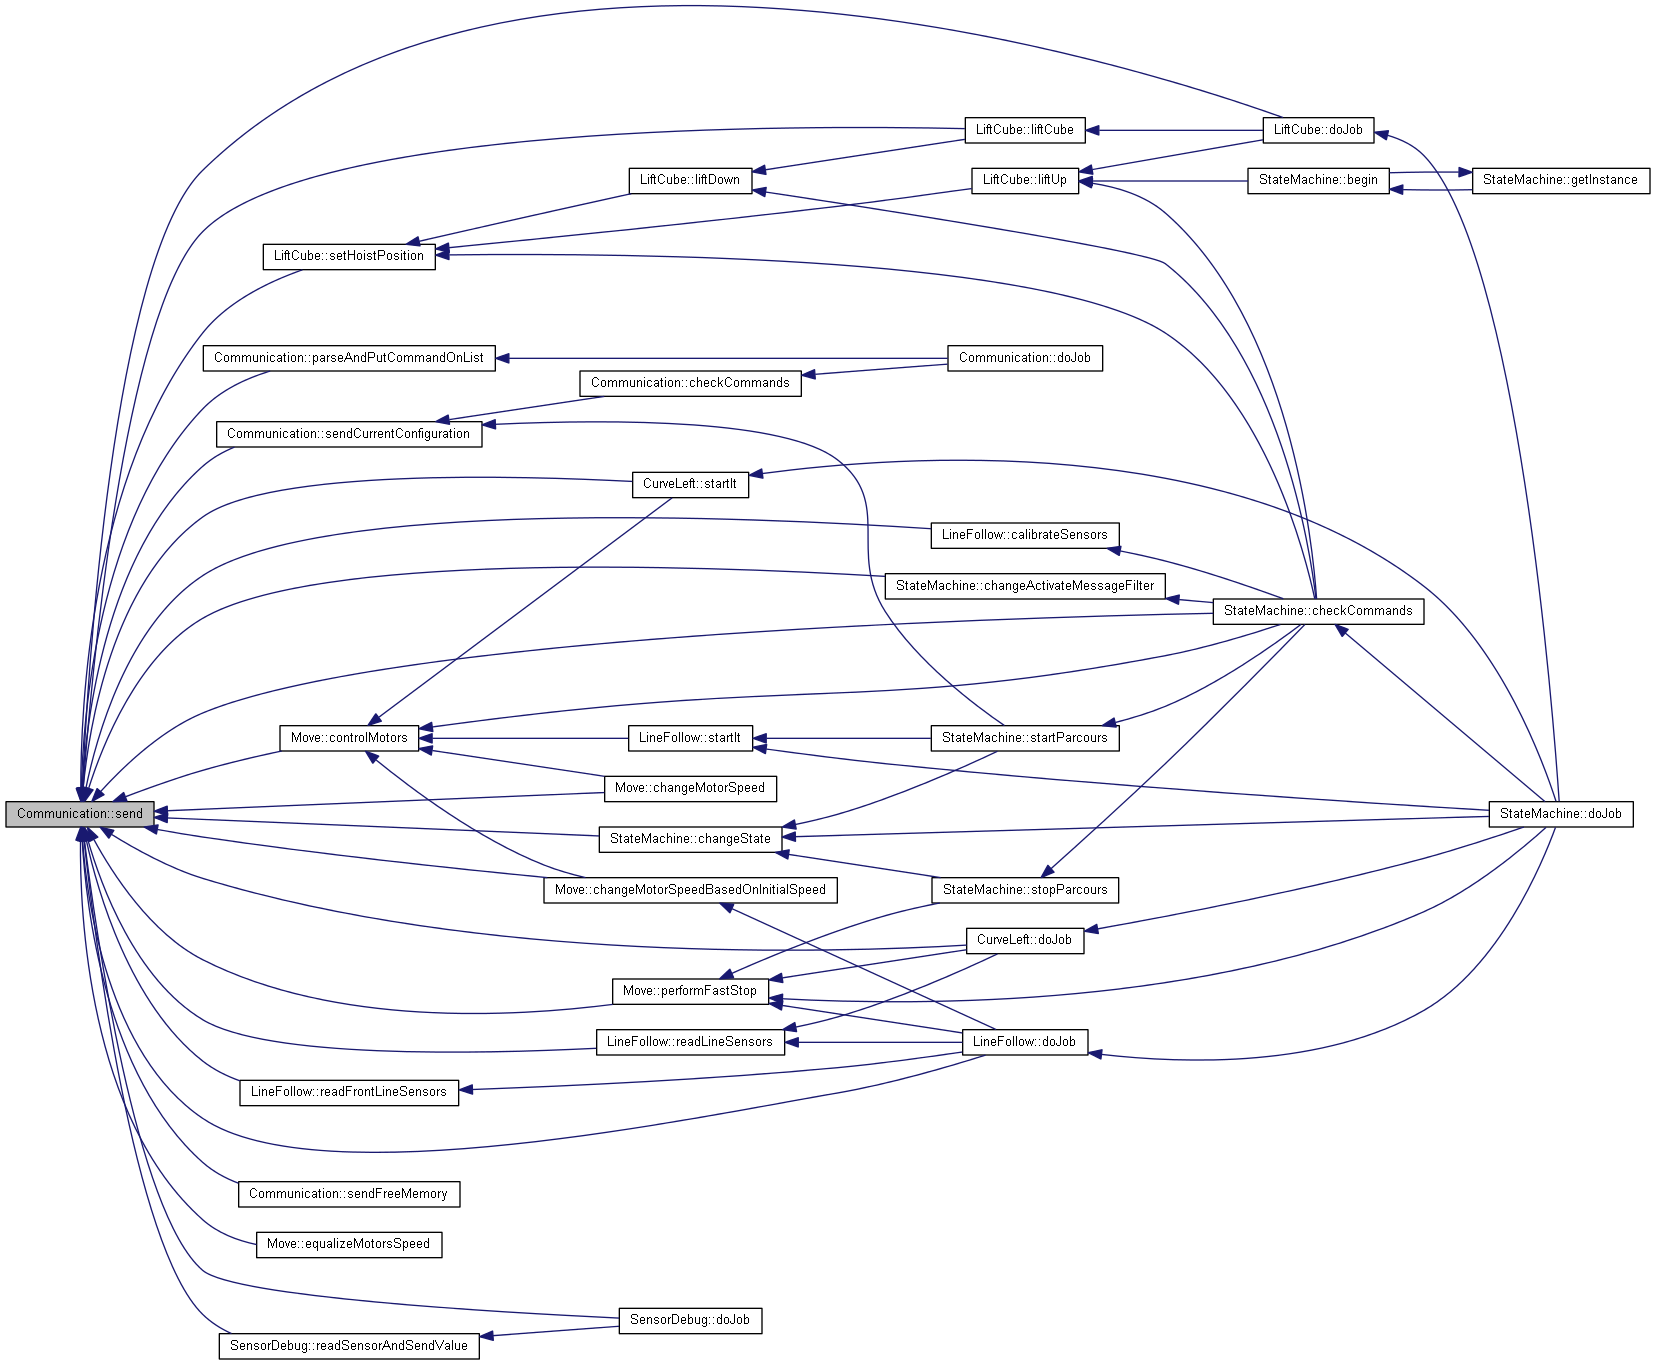 LiftCube::liftCube
LiftCube::doJob
LiftCube::liftDown
LiftCube::liftUp
StateMachine::begin
StateMachine::getInstance
LiftCube::setHoistPosition
Communication::parseAndPutCommandOnList
Communication::doJob
Communication::checkCommands
Communication::sendCurrentConfiguration
CurveLeft::startIt
LineFollow::calibrateSensors
StateMachine::changeActivateMessageFilter
StateMachine::checkCommands
Move::controlMotors
LineFollow::startIt
StateMachine::startParcours
Move::changeMotorSpeed
Communication::send
StateMachine::doJob
StateMachine::changeState
Move::changeMotorSpeedBasedOnInitialSpeed
StateMachine::stopParcours
CurveLeft::doJob
Move::performFastStop
LineFollow::readLineSensors
LineFollow::doJob
LineFollow::readFrontLineSensors
Communication::sendFreeMemory
Move::equalizeMotorsSpeed
SensorDebug::doJob
SensorDebug::readSensorAndSendValue